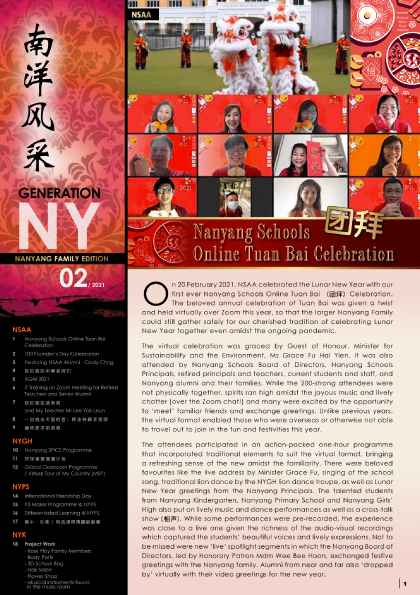 南洋风采
GENERATION
NY
NANYANG FAMILY EDITION
02/2021
NSAA
1 Nanyang Schools Online Tuan Bai
Celebration
2 103 Founder's Day Celebration
3 Featuring NSAA Alumni - Cindy Chng
5 AGM 2021
6 IT Training on Zoom Meeting for Retired
Teachers and Senior Alumni
and My Teacher Mr Lee Yak Leun
NYGH
10 Nanyang SPICE Programme
12 Global Classroom Programme
/ Virtual Tour of My Country (MEP)
NYPS
14 International Friendship Day
15 P3 Maker Programme @ NYPS
16 Differentiated Learning @ NYPS
NYK
18 Project Work
- Role Play Family Members
- Body Parts
- 3D School Bag
- Hair Salon
- Flower Shop
- Musical Instruments found
in the music room
NSAA
Nanyang Schools 团拜
Online Tuan Bai Celebration
On 20 February 2021, NSAA celebrated the Lunar New Year with our
first ever Nanyang Schools Online Tuan Bai (团拜) Celebration.
The beloved annual celebration of Tuan Bai was given a twist
and held virtually over Zoom this year, so that the larger Nanyang Family
could still gather safely for our cherished tradition of celebrating Lunar
New Year together even amidst the ongoing pandemic.
The virtual celebration was graced by Guest of Honour, Minister for
Sustainability and the Environment, Ms Grace Fu Hai Yien. It was also
attended by Nanyang Schools Board of Directors, Nanyang Schools
Principals, retired principals and teachers, current students and staff, and
Nanyang alumni and their families. While the 200-strong attendees were
not physically together, spirits ran high amidst the joyous music and lively
chatter (over the Zoom chat!) and many were excited by the opportunity
to 'meet' familiar friends and exchange greetings. Unlike previous years,
the virtual format enabled those who were overseas or otherwise not able
to travel out to join in the fun and festivities with us.
The attendees participated in an action-packed one-hour programme
that incorporated traditional elements to suit the virtual format, bringing
a refreshing sense of the new amidst the familiarity. There were beloved
favourites like the live address by Minister Grace Fu, singing of the school
song, traditional lion dance by the NYGH lion dance troupe, as well as Lunar
New Year greetings from the Nanyang Principals. The talented students
from Nanyang Kindergarten, Nanyang Primary School and Nanyang Girls'
High also put on lively music and dance performances as well as a cross-talk
show (相声). While some performances were pre-recorded, the experience
was close to a live one given the richness of the audio-visual recordings
which captured the students' beautiful voices and lively expressions. Not to
be missed were new 'live' spotlight segments in which the Nanyang Board of
Directors, led by Honorary Patron Mdm Wee Bee Hoon, exchanged festive
greetings with the Nanyang family. Alumni from near and far also 'dropped
by' virtually with their video greetings for the new year.
1